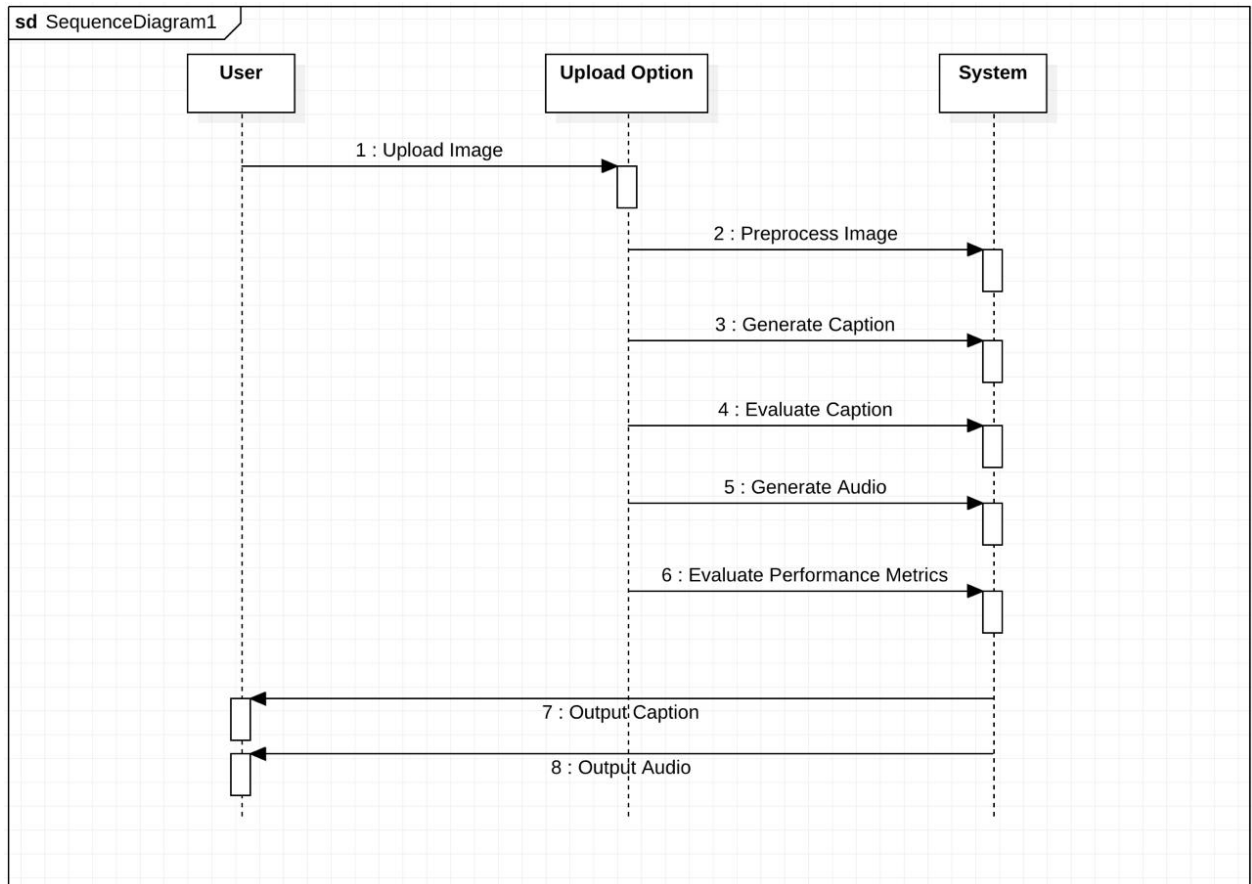 sd SequenceDiagram1
User
Upload Option
System
1 : Upload Image
2 : Preprocess Image
3 : Generate Caption
4 : Evaluate Caption
5 : Generate Audio
6 : Evaluate Performance Metrics
7 : Output Caption
8 : Output Audio